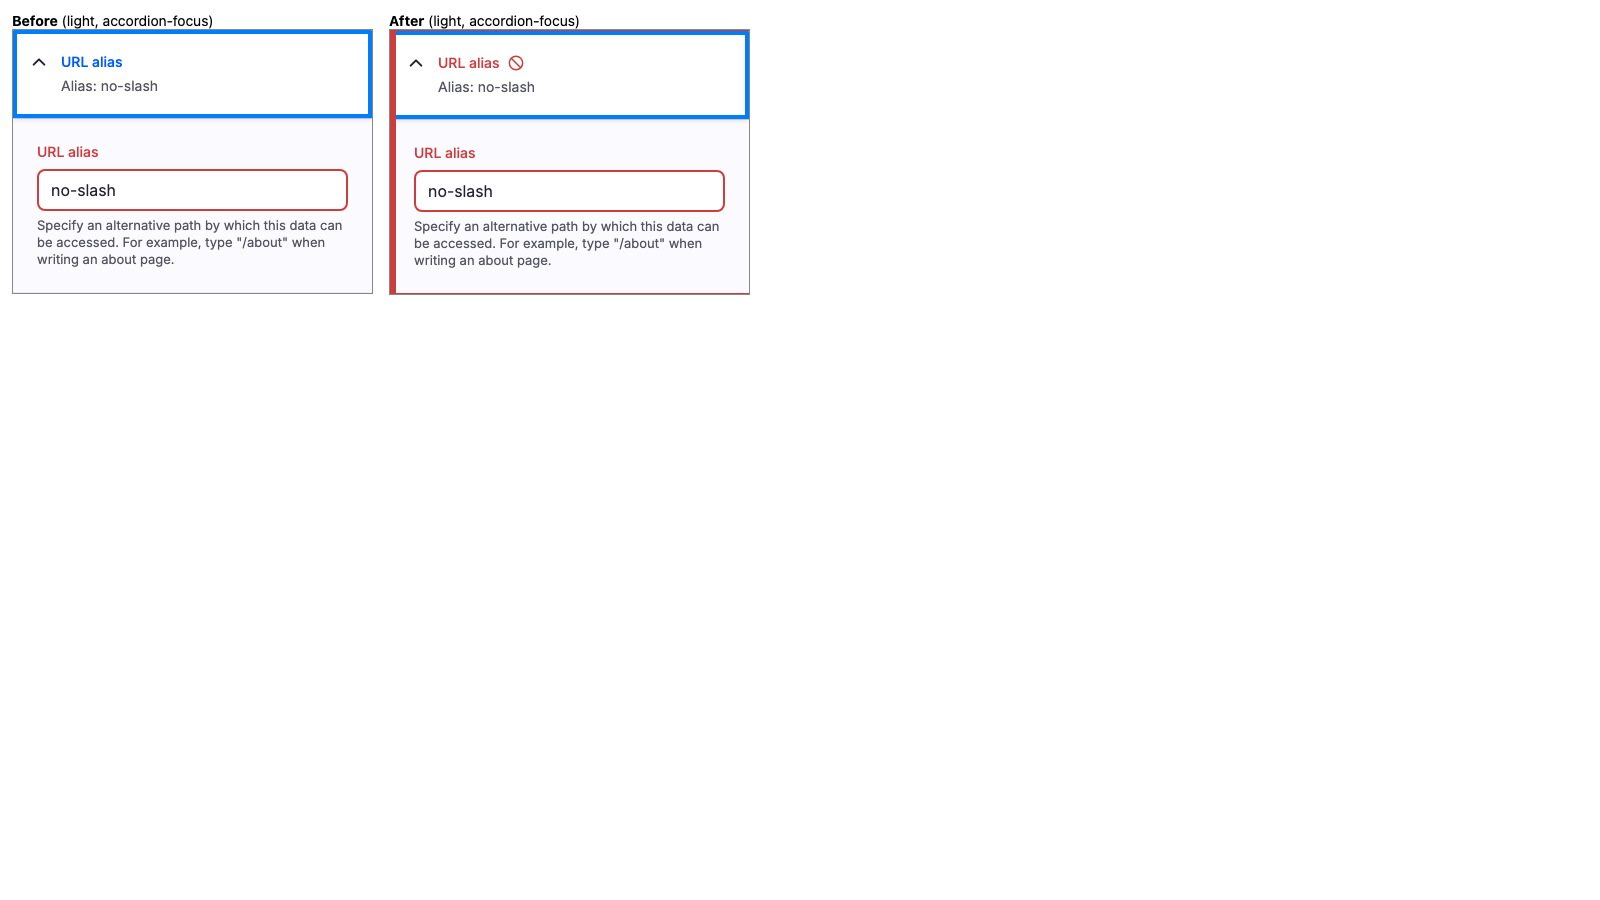 Before (light, accordion-focus)
URL alias
Alias: no-slash
URL alias
no-slash
Specify an alternative path by which this data can
be accessed. For example, type "/about" when
writing an about page.
After (light, accordion-focus)
URL alias
Alias: no-slash
URL alias
no-slash
Specify an alternative path by which this data can
be accessed. For example, type "/about" when
writing an about page.